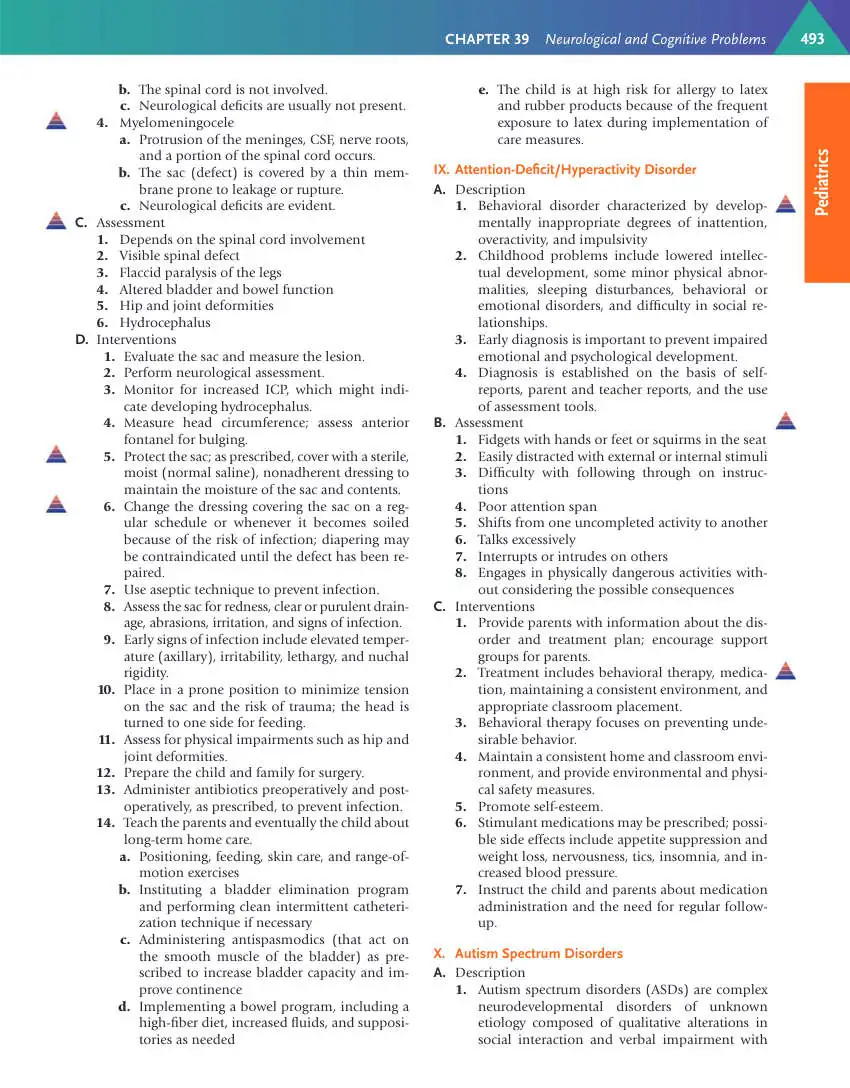 CHAPTER 39 Neurological and Cognitive Problems 493
b. The spinal cord is not involved.
c. Neurological deficits are usually not present.
4. Myelomeningocele
a. Protrusion of the meninges, CSF, nerve roots,
and a portion of the spinal cord occurs.
b. The sac (defect) is covered by a thin mem-
brane prone to leakage or rupture.
c. Neurological deficits are evident.
C. Assessment
1. Depends on the spinal cord involvement
2. Visible spinal defect
3. Flaccid paralysis of the legs
4. Altered bladder and bowel function
5. Hip and joint deformities
6. Hydrocephalus
D. Interventions
1. Evaluate the sac and measure the lesion.
2. Perform neurological assessment.
3. Monitor for increased ICP, which might indi-
cate developing hydrocephalus.
4. Measure head circumference; assess anterior
fontanel for bulging.
5. Protect the sac; as prescribed, cover with a sterile,
moist (normal saline), nonadherent dressing to
maintain the moisture of the sac and contents.
6. Change the dressing covering the sac on a reg-
ular schedule or whenever it becomes soiled
because of the risk of infection; diapering may
be contraindicated until the defect has been re-
paired.
7. Use aseptic technique to prevent infection.
8. Assess the sac for redness, clear or purulent drain-
age, abrasions, irritation, and signs of infection.
9. Early signs of infection include elevated temper-
ature (axillary), irritability, lethargy, and nuchal
rigidity.
10. Place in a prone position to minimize tension
on the sac and the risk of trauma; the head is
turned to one side for feeding.
11. Assess for physical impairments such as hip and
joint deformities.
12. Prepare the child and family for surgery.
13. Administer antibiotics preoperatively and post-
operatively, as prescribed, to prevent infection.
14. Teach the parents and eventually the child about
long-term home care.
a. Positioning, feeding, skin care, and range-of-
motion exercises
b. Instituting a bladder elimination program
and performing clean intermittent catheteri-
zation technique if necessary
c. Administering antispasmodics (that act on
the smooth muscle of the bladder) as pre-
scribed to increase bladder capacity and im-
prove continence
d. Implementing a bowel program, including a
high-fiber diet, increased fluids, and supposi-
tories as needed
e. The child is at high risk for allergy to latex
and rubber products because of the frequent
exposure to latex during implementation of
care measures.
IX. Attention-Deficit/Hyperactivity Disorder
A. Description
1. Behavioral disorder characterized by develop-
mentally inappropriate degrees of inattention,
overactivity, and impulsivity
2. Childhood problems include lowered intellec-
tual development, some minor physical abnor-
malities, sleeping disturbances, behavioral or
emotional disorders, and difficulty in social re-
lationships.
3. Early diagnosis is important to prevent impaired
emotional and psychological development.
4. Diagnosis is established on the basis of self-
reports, parent and teacher reports, and the use
of assessment tools.
B. Assessment
1. Fidgets with hands or feet or squirms in the seat
2. Easily distracted with external or internal stimuli
3. Difficulty with following through on instruc-
tions
4. Poor attention span
5. Shifts from one uncompleted activity to another
6. Talks excessively
7. Interrupts or intrudes on others
8. Engages in physically dangerous activities with-
out considering the possible consequences
C. Interventions
1. Provide parents with information about the dis-
order and treatment plan; encourage support
groups for parents.
2. Treatment includes behavioral therapy, medica-
tion, maintaining a consistent environment, and
appropriate classroom placement.
3. Behavioral therapy focuses on preventing unde-
sirable behavior.
4. Maintain a consistent home and classroom envi-
ronment, and provide environmental and physi-
cal safety measures.
5. Promote self-esteem.
6. Stimulant medications may be prescribed; possi-
ble side effects include appetite suppression and
weight loss, nervousness, tics, insomnia, and in-
creased blood pressure.
7. Instruct the child and parents about medication
administration and the need for regular follow-
up.
X. Autism Spectrum Disorders
A. Description
1. Autism spectrum disorders (ASDs) are complex
neurodevelopmental disorders of unknown
etiology composed of qualitative alterations in
social interaction and verbal impairment with
Pediatrics